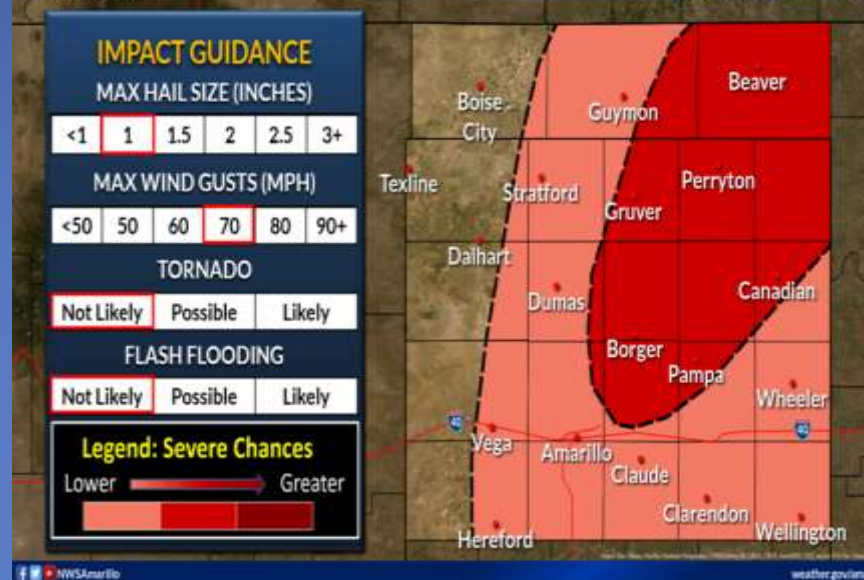 IMPACT GUIDANCE
MAX HAIL SIZE (INCHES)
<1 1 1.5 2 2.5 3+
MAX WIND GUSTS (MPH)
<50 50 60 70 80 90+
TORNADO
Not Likely Possible Likely
FLASH FLOODING
Not Likely Possible Likely
Legend: Severe Chances
Lower Greater
Boise
City
Guymon
Beaver
Texline
Stratford
Perryton
Gruver
Dalhart
Dumas
Canadian
Borger
Pampa
Wheeler
40
40
Vega
Amarillo
Claude
Clarendon
Hereford
Wellington
NWSAmarillo